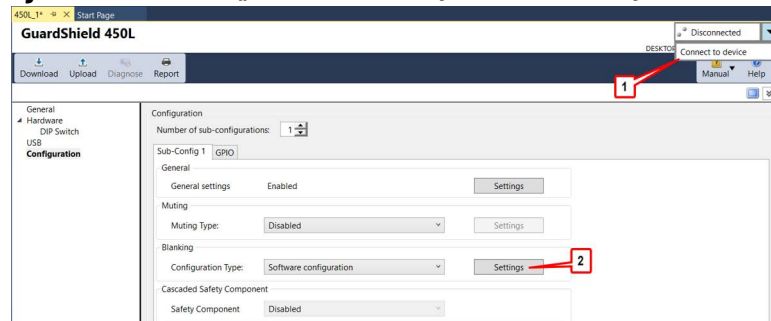 450L_1*
Start Page
GuardShield 450L
Disconnected
Connect to device
1
Download
Upload
Diagnose
Report
Manual
Help
General
Hardware
DIP Switch
USB
Configuration
Configuration
Number of sub-configurations:
1
Sub-Config 1
GPIO
General
General settings
Enabled
Settings
Muting
Muting Type:
Disabled
Settings
Blanking
Configuration Type:
Software configuration
Settings
2
Cascaded Safety Component
Safety Component
Disabled